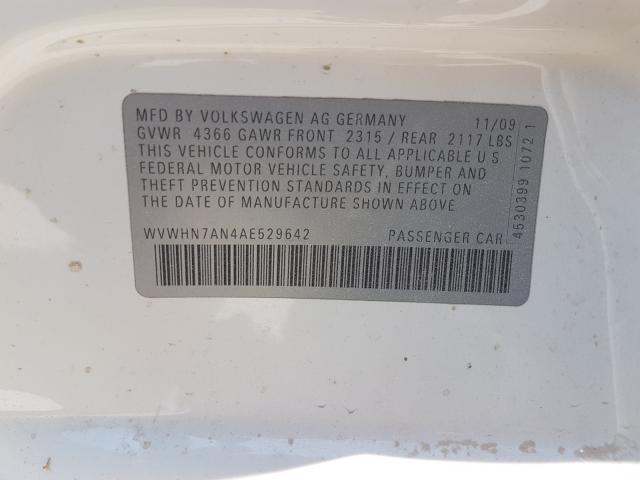 MFD BY VOLKSWAGEN AG GERMANY 11/09
GVWR 4366 GAWR FRONT 2315 / REAR 2117 LBS
THIS VEHICLE CONFORMS TO ALL APPLICABLE U.S.
FEDERAL MOTOR VEHICLE SAFETY, BUMPER AND
THEFT PREVENTION STANDARDS IN EFFECT ON
THE DATE OF MANUFACTURE SHOWN ABOVE.
WVWHN7AN4AE529642 PASSENGER CAR
4530399 1072 1